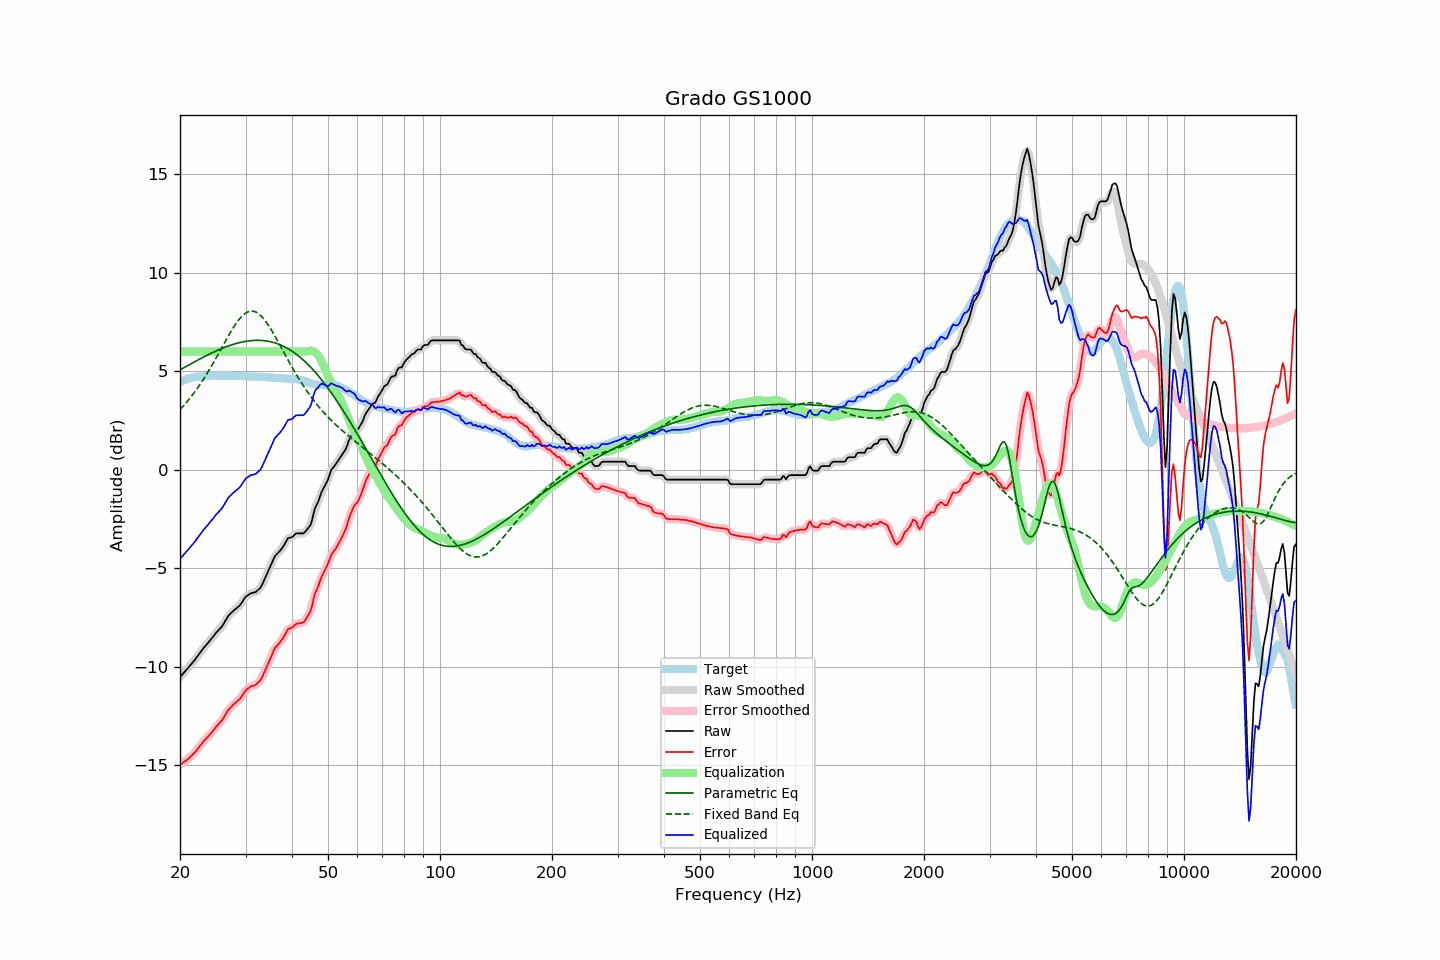 Grado GS1000
Amplitude (dBr)
15
10
5
0
−5
−10
−15
Target
Raw Smoothed
Error Smoothed
Raw
Error
Equalization
Parametric Eq
Fixed Band Eq
Equalized
20 50 100 200 500 1000 2000 5000 10000 20000
Frequency (Hz)